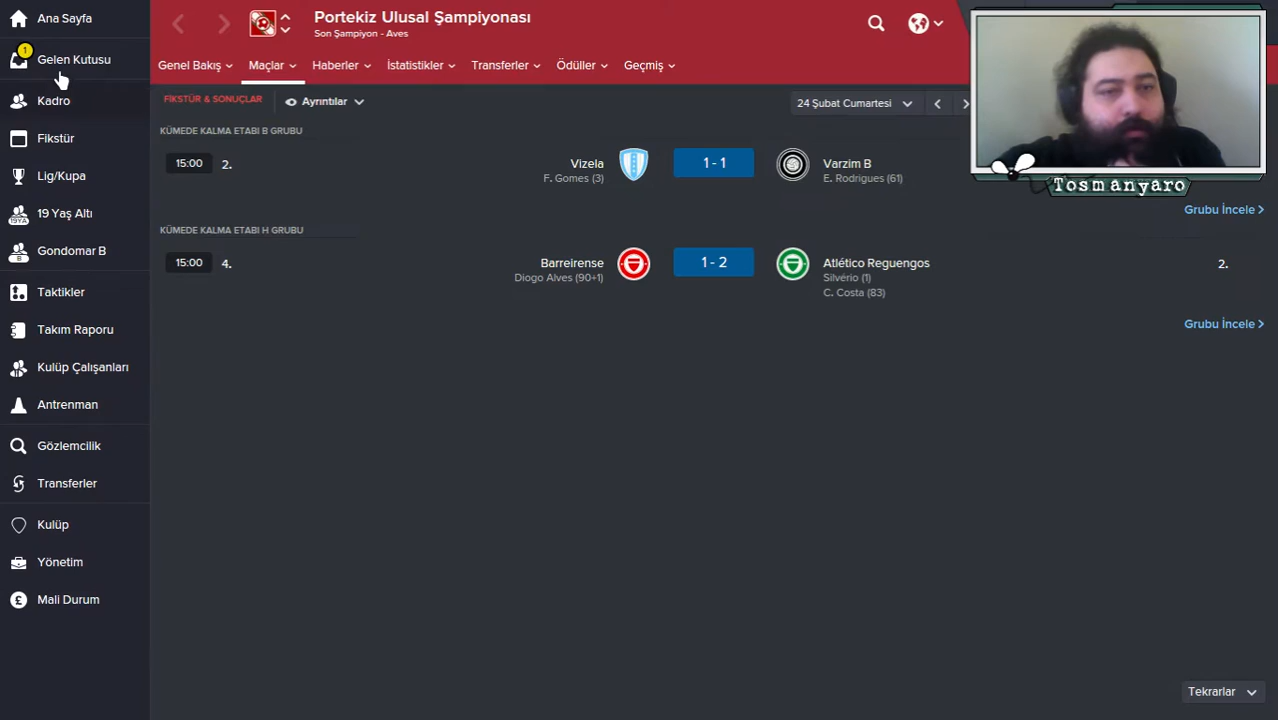 Ana Sayfa
1
Gelen Kutusu
Kadro
Fikstür
Lig/Kupa
19YA
19 Yaş Altı
B
Gondomar B
Taktikler
Takım Raporu
Kulüp Çalışanları
Antrenman
Gözlemcilik
Transferler
Kulüp
Yönetim
£
Mali Durum
Portekiz Ulusal Şampiyonası
Son Şampiyon - Aves
Genel Bakış Maçlar Haberler İstatistikler Transferler Ödüller Geçmiş
FİKSTÜR & SONUÇLAR Ayrıntılar 24 Şubat Cumartesi
KÜMEDE KALMA ETABI B GRUBU
15:00 2. Vizela 1 - 1 Varzim B
F. Gomes (3) E. Rodrigues (61)
Grubu İncele
KÜMEDE KALMA ETABI H GRUBU
15:00 4. Barreirense 1 - 2 Atlético Reguengos 2.
Diogo Alves (90+1) Silvério (1)
C. Costa (83)
Grubu İncele
Tekrarlar
Tosmanyaro